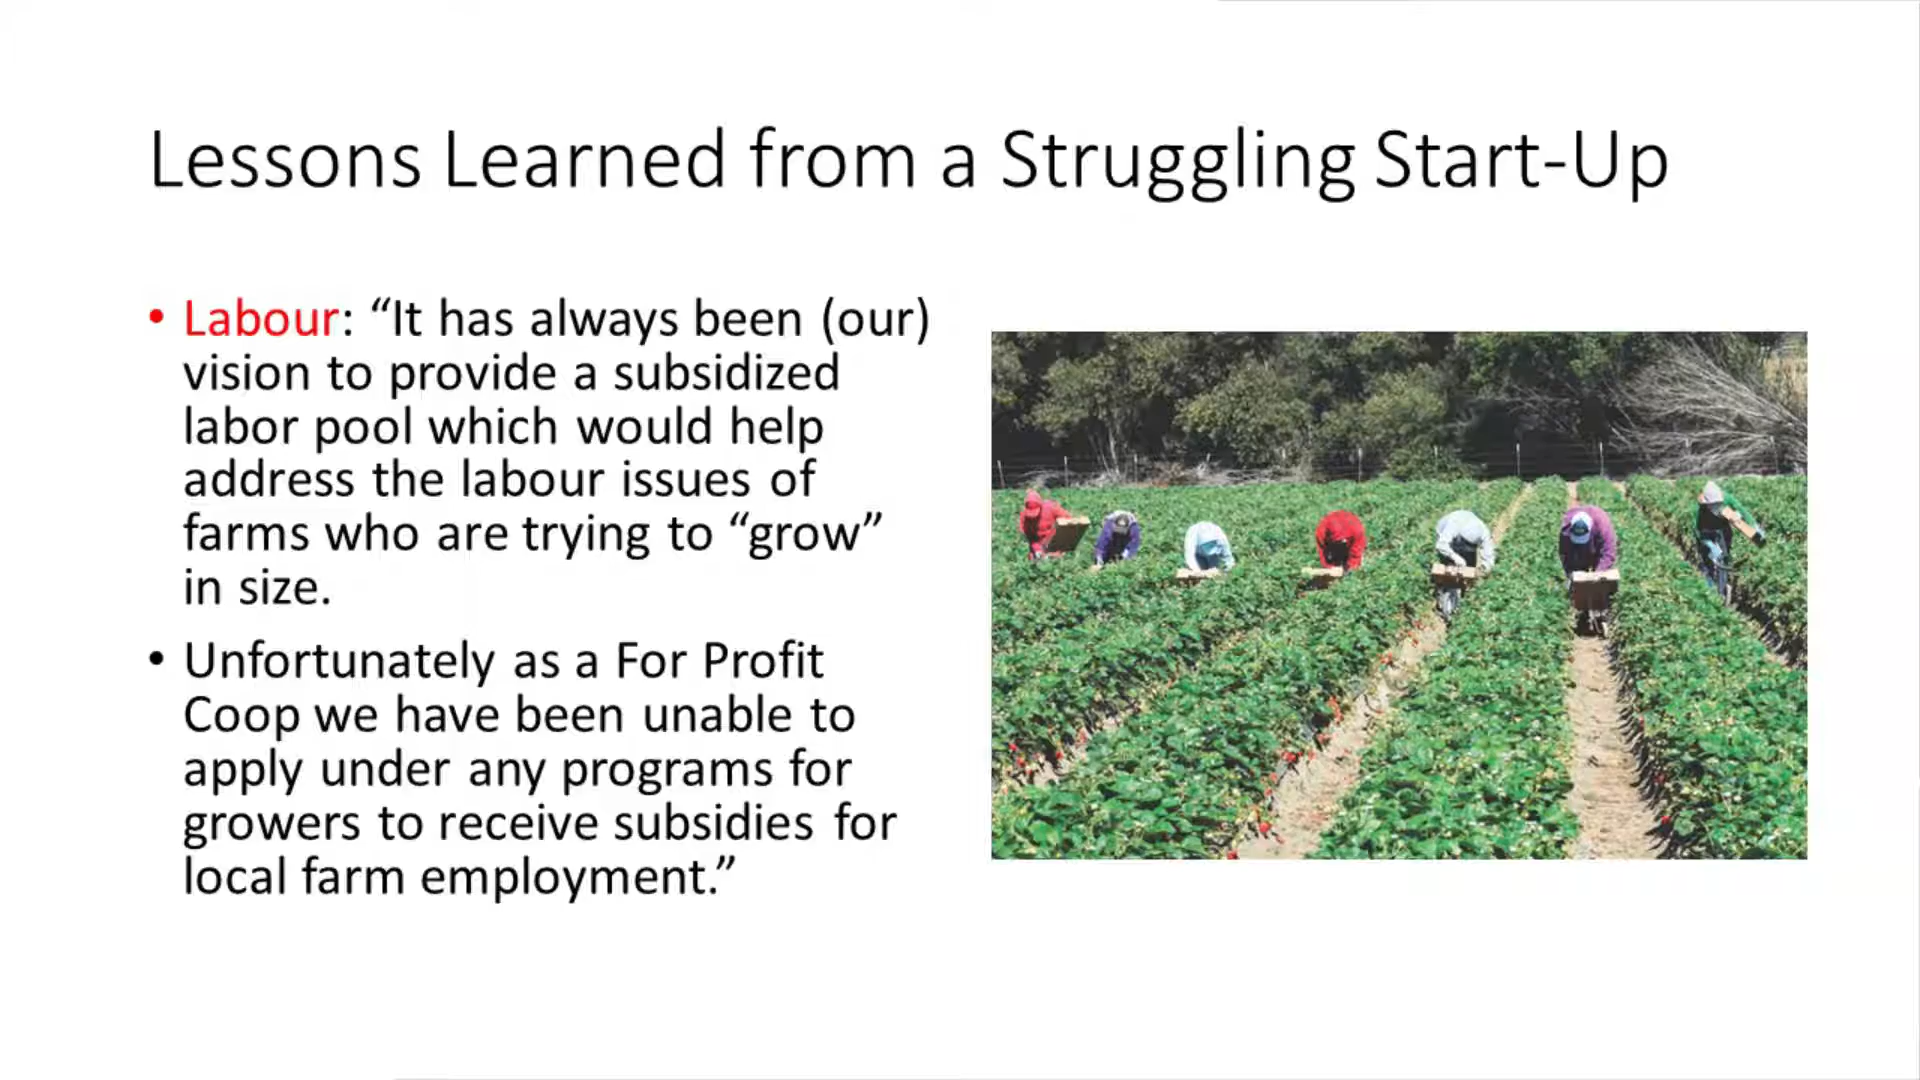 Lessons Learned from a Struggling Start-Up
• Labour: “It has always been (our)
vision to provide a subsidized
labor pool which would help
address the labour issues of
farms who are trying to “grow”
in size.
• Unfortunately as a For Profit
Coop we have been unable to
apply under any programs for
growers to receive subsidies for
local farm employment.”